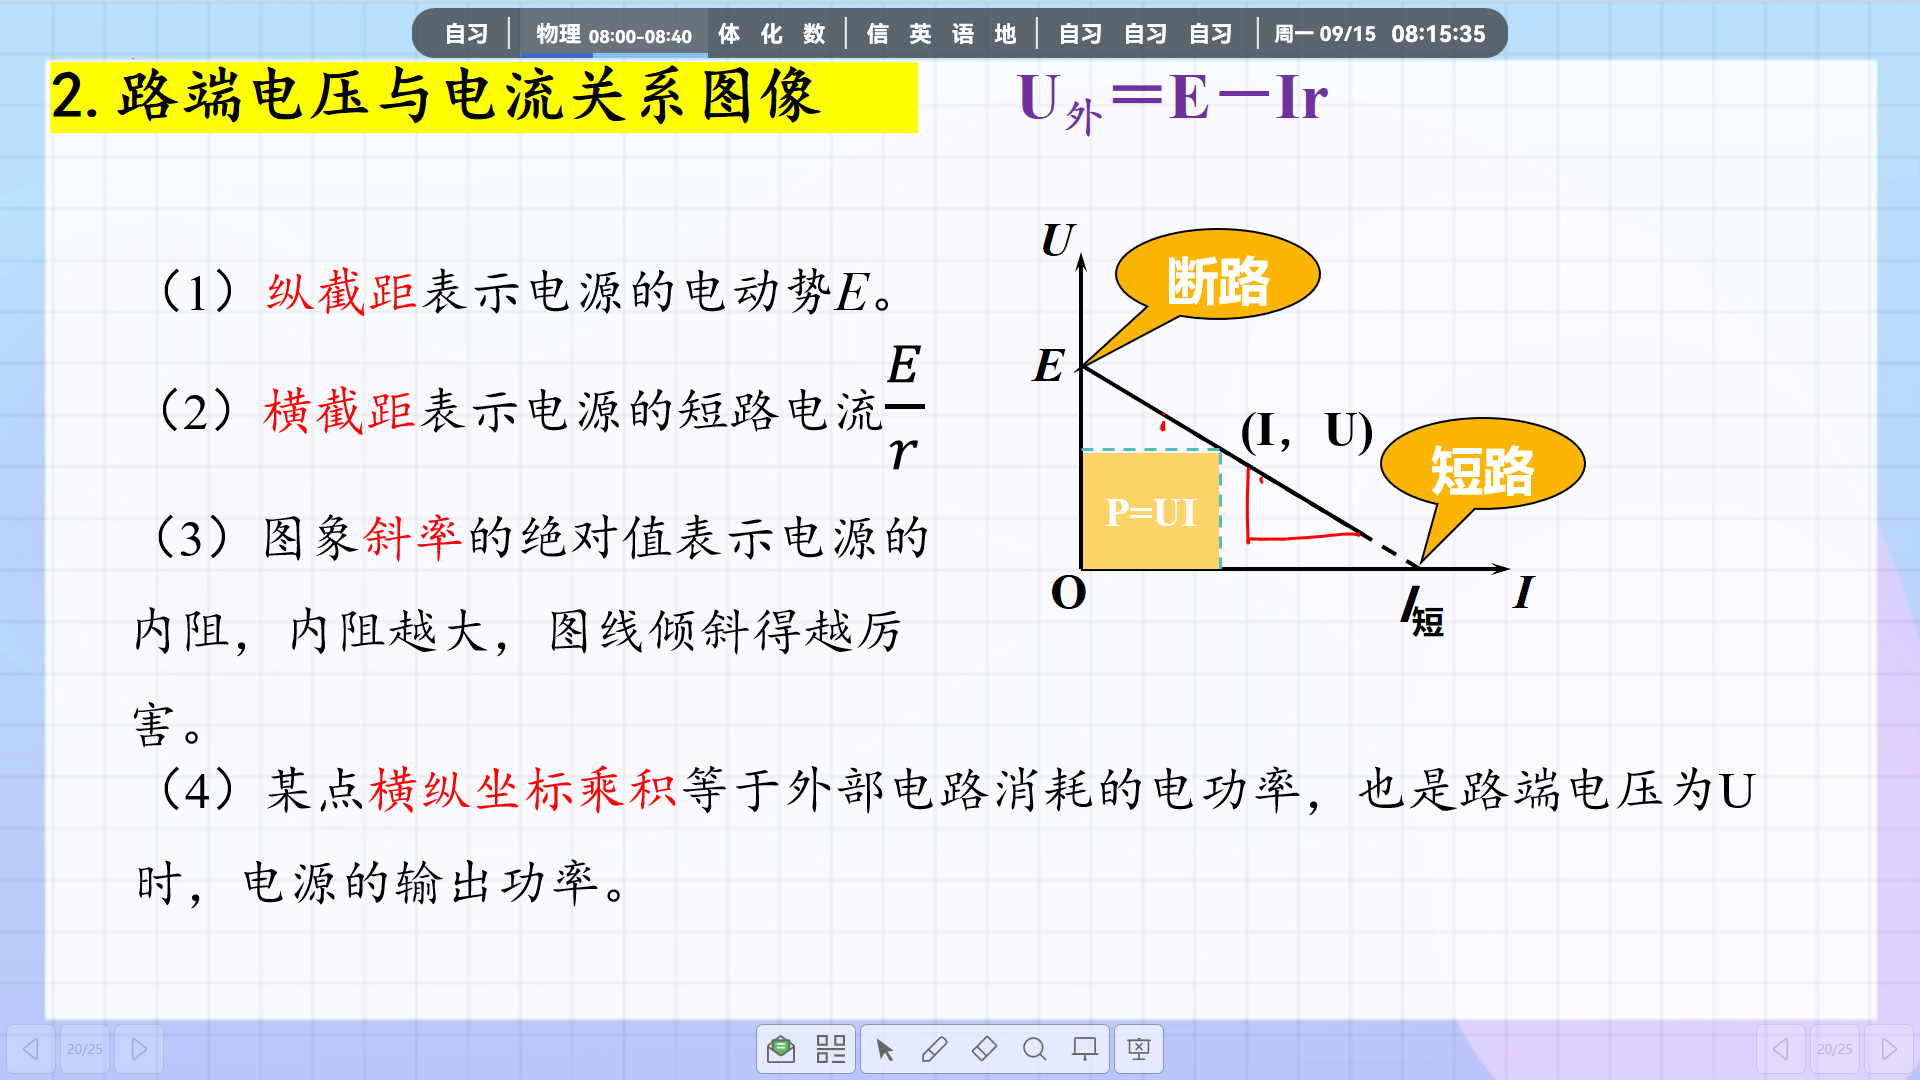 自习 物理 08:00-08:40 体 化 数 信 英 语 地 自习 自习 自习 周一 09/15 08:15:35
2. 路端电压与电流关系图像
U外＝E－Ir
（1）纵截距表示电源的电动势E。
（2）横截距表示电源的短路电流E/r
（3）图象斜率的绝对值表示电源的
内阻，内阻越大，图线倾斜得越厉
害。
（4）某点横纵坐标乘积等于外部电路消耗的电功率，也是路端电压为U
时，电源的输出功率。
U
断路
E
(I，U)
短路
P=UI
O
I短
I
20/25
20/25